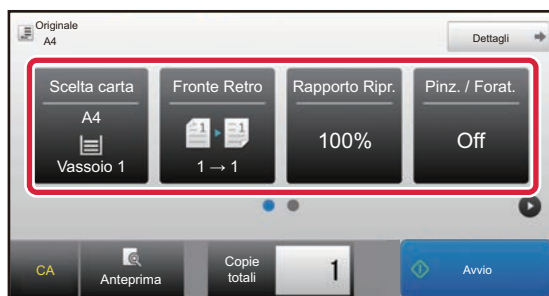 Originale
A4
Dettagli
Scelta carta
A4
Vassoio 1
Fronte Retro
1 → 1
Rapporto Ripr.
100%
Pinz. / Forat.
Off
CA
Anteprima
Copie
totali
1
Avvio